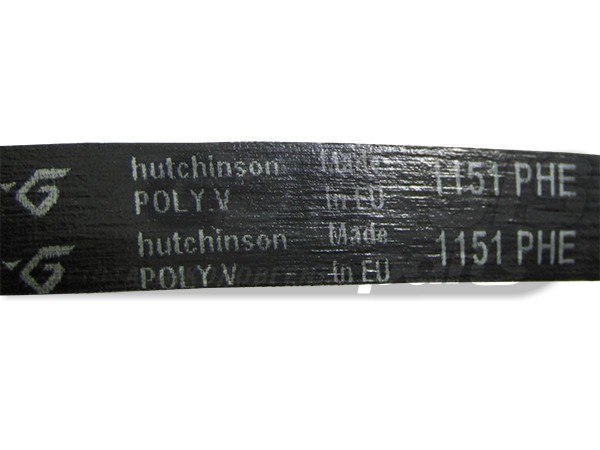 hutchinson Made 1151 PHE
POLY.V In EU
hutchinson Made 1151 PHE
POLY.V In EU